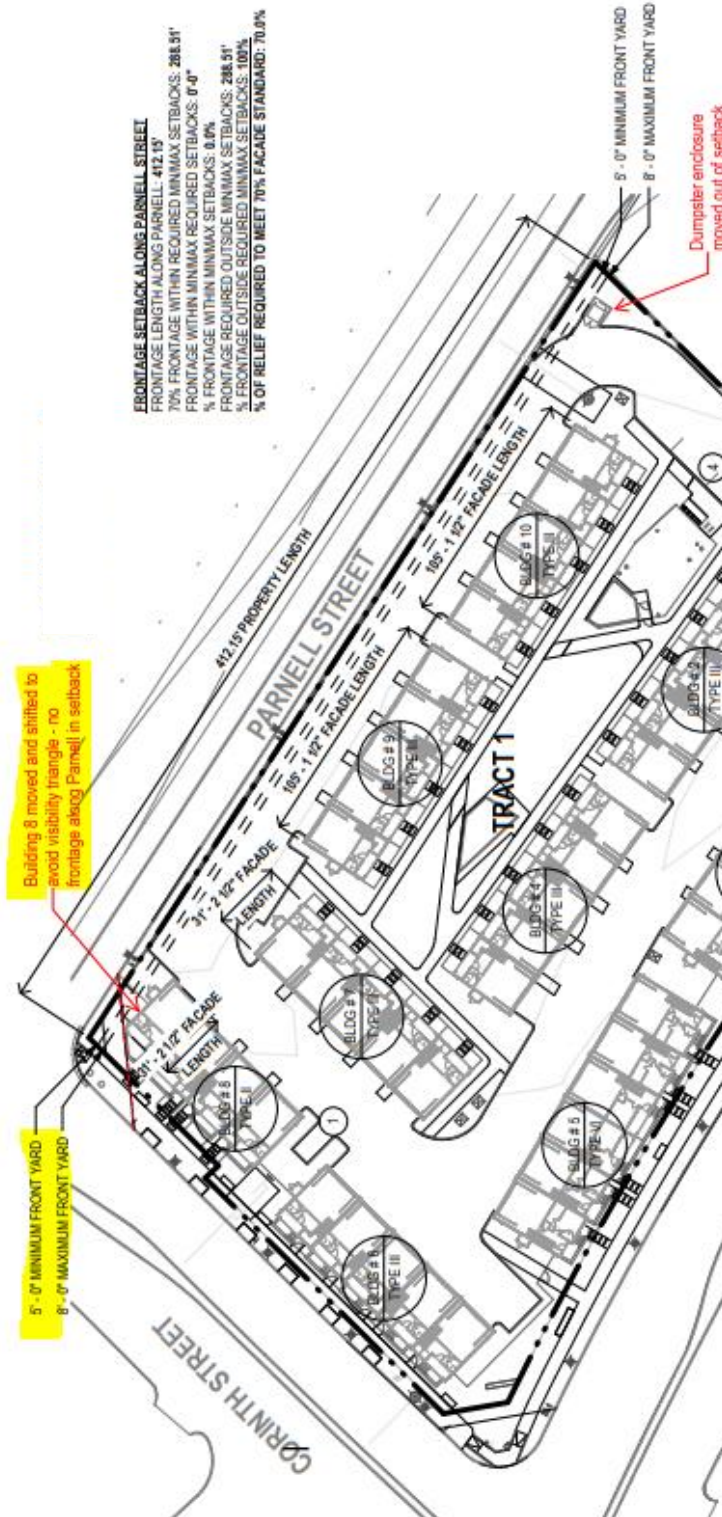 FRONTAGE SETBACK ALONG PARNELL STREET
FRONTAGE LENGTH ALONG PARNELL: 412.15'
70% FRONTAGE WITHIN REQUIRED MIN/MAX SETBACKS: 288.51'
FRONTAGE WITHIN MIN/MAX REQUIRED SETBACKS: 0'-0"
% FRONTAGE WITHIN MIN/MAX SETBACKS: 0.0%
FRONTAGE REQUIRED OUTSIDE MIN/MAX SETBACKS: 288.51'
% FRONTAGE OUTSIDE REQUIRED MIN/MAX SETBACKS: 100%
% OF RELIEF REQUIRED TO MEET 70% FACADE STANDARD: 70.0%
Building 8 moved and shifted to
avoid visibility triangle - no
frontage along Parnell in setback
5' - 0" MINIMUM FRONT YARD
8' - 0" MAXIMUM FRONT YARD
412.15' PROPERTY LENGTH
PARNELL STREET
5' - 0" MINIMUM FRONT YARD
8' - 0" MAXIMUM FRONT YARD
Dumpster enclosure
moved out of setback
31' - 2 1/2" FACADE
LENGTH
31' - 2 1/2" FACADE
LENGTH
105' - 1 1/2" FACADE LENGTH
105' - 1 1/2" FACADE LENGTH
CORINTH STREET
BLDG # 8
TYPE II
1
BLDG # 6
TYPE III
BLDG # 7
TYPE II
BLDG # 9
TYPE III
BLDG # 10
TYPE III
TRACT 1
BLDG # 4
TYPE III
BLDG # 2
TYPE III
BLDG # 5
TYPE VI
4